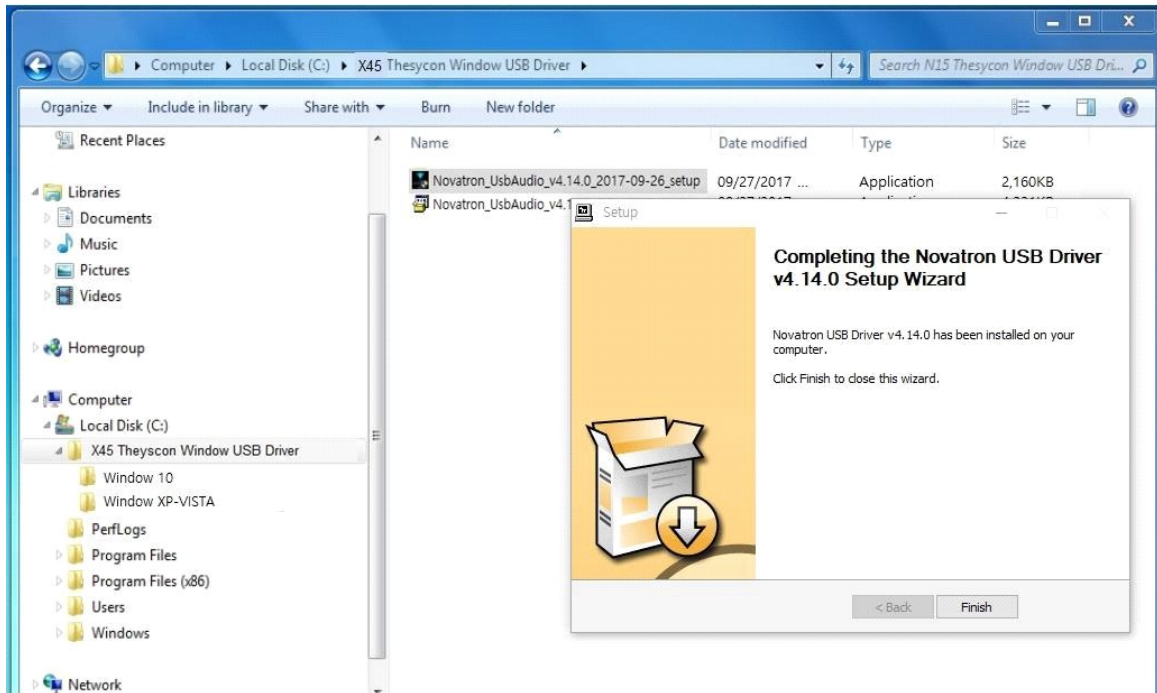 Computer ▸ Local Disk (C:) ▸ X45 Thesycon Window USB Driver ▸
Search N15 Thesycon Window USB Dri...
Organize Include in library Share with Burn New folder
Recent Places
Libraries
Documents
Music
Pictures
Videos
Homegroup
Computer
Local Disk (C:)
X45 Theyscon Window USB Driver
Window 10
Window XP-VISTA
PerfLogs
Program Files
Program Files (x86)
Users
Windows
Network
Name Date modified Type Size
Novatron_UsbAudio_v4.14.0_2017-09-26_setup 09/27/2017 ... Application 2,160KB
Novatron_UsbAudio_v4.1
Setup
Completing the Novatron USB Driver
v4.14.0 Setup Wizard
Novatron USB Driver v4.14.0 has been installed on your
computer.
Click Finish to close this wizard.
< Back Finish